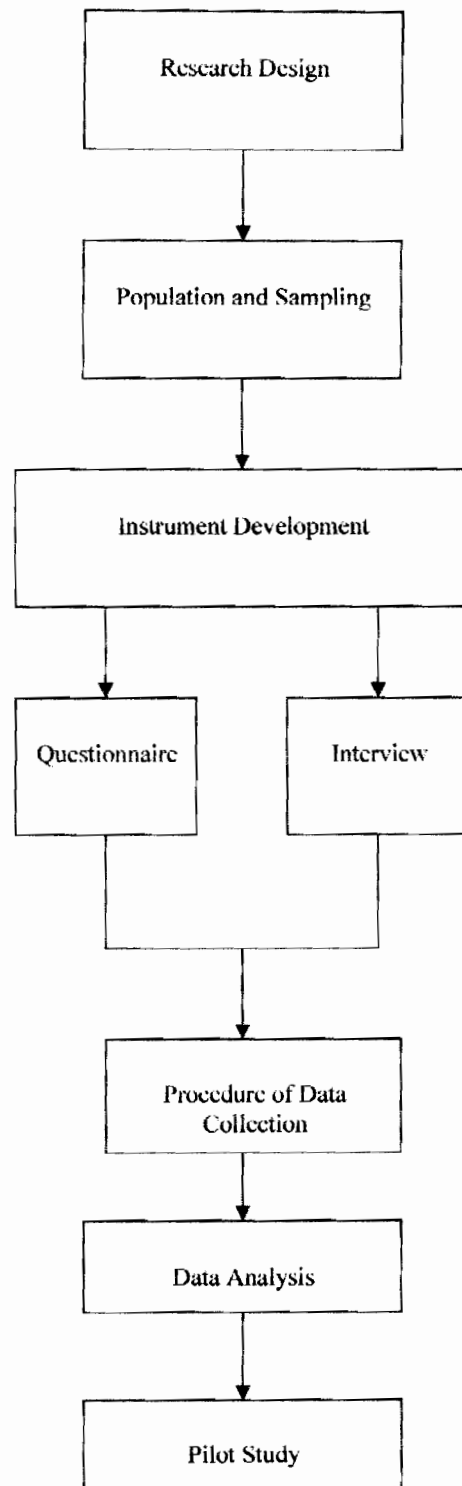 Research Design
Population and Sampling
Instrument Development
Questionnaire
Interview
Procedure of Data
Collection
Data Analysis
Pilot Study